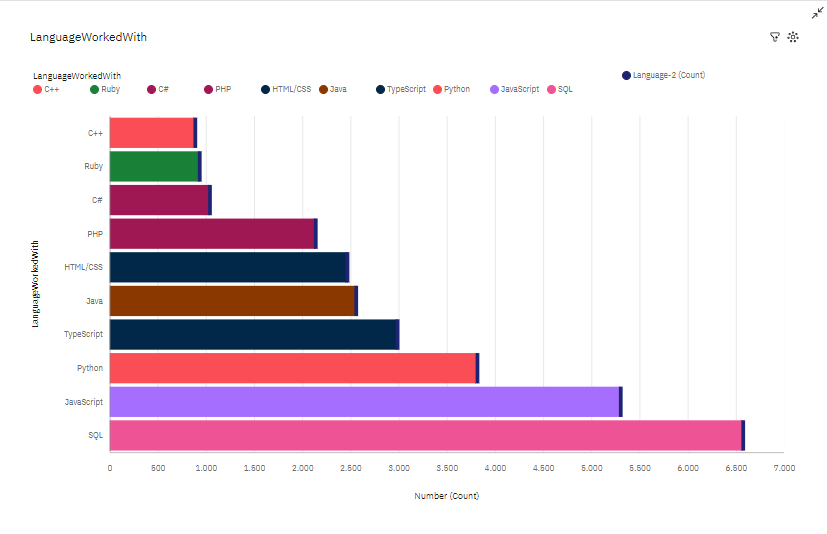 LanguageWorkedWith
LanguageWorkedWith
Language-2 (Count)
C++ Ruby C# PHP HTML/CSS Java TypeScript Python JavaScript SQL
LanguageWorkedWith
C++
Ruby
C#
PHP
HTML/CSS
Java
TypeScript
Python
JavaScript
SQL
0 500 1.000 1.500 2.000 2.500 3.000 3.500 4.000 4.500 5.000 5.500 6.000 6.500 7.000
Number (Count)